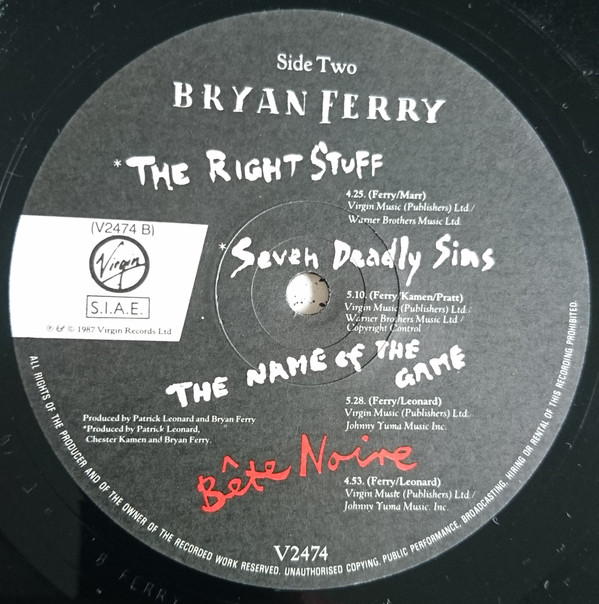 Side Two
BRYAN FERRY
*THE RIGHT STUFF
4.25. (Ferry/Marr)
Virgin Music (Publishers) Ltd./
Warner Brothers Music Ltd.
(V2474 B)
Virgin
S.I.A.E.
℗ & © 1987 Virgin Records Ltd
*Seven Deadly Sins
5.10. (Ferry/Kamen/Pratt)
Virgin Music (Publishers) Ltd./
Warner Brothers Music Ltd./
Copyright Control
THE NAME of THE
GAME
5.28. (Ferry/Leonard)
Virgin Music (Publishers) Ltd.
Johnny Yuma Music Inc.
Produced by Patrick Leonard and Bryan Ferry
*Produced by Patrick Leonard,
Chester Kamen and Bryan Ferry.
Bête Noire
4.53. (Ferry/Leonard)
Virgin Music (Publishers) Ltd./
Johnny Yuma Music. Inc.
V2474
ALL RIGHTS OF THE PRODUCER AND OF THE OWNER OF THE RECORDED WORK RESERVED. UNAUTHORISED COPYING, PUBLIC PERFORMANCE, BROADCASTING, HIRING OR RENTAL OF THIS RECORDING PROHIBITED.
B FERRY